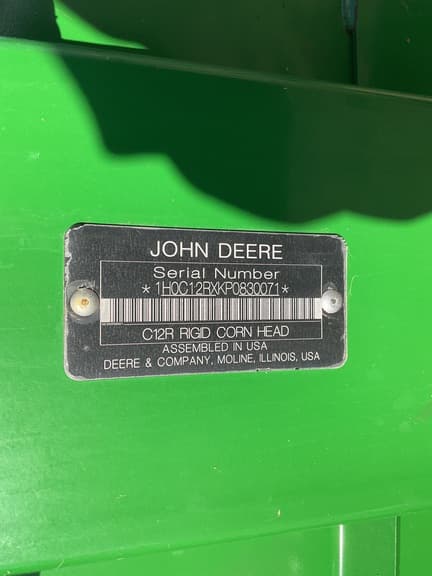 JOHN DEERE
Serial Number
*1H0C12RXKP0830071*
C12R RIGID CORN HEAD
ASSEMBLED IN USA
DEERE & COMPANY, MOLINE, ILLINOIS, USA